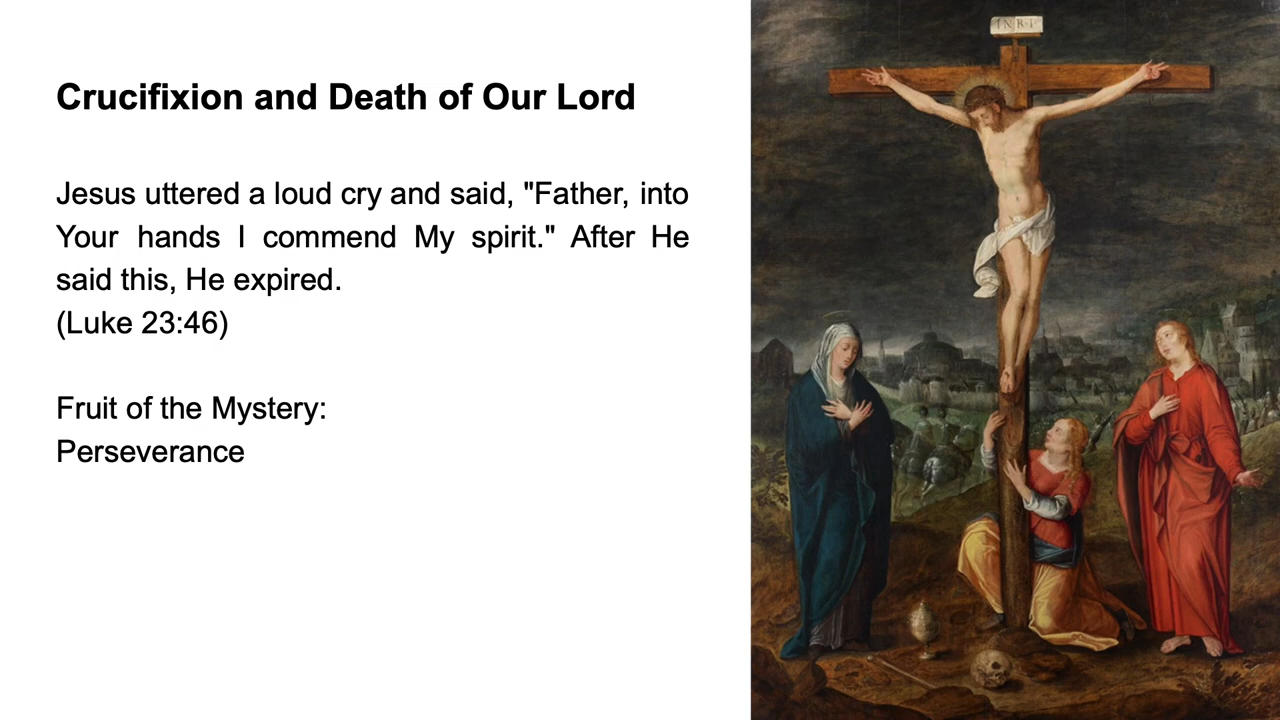 Crucifixion and Death of Our Lord
Jesus uttered a loud cry and said, "Father, into
Your hands I commend My spirit." After He
said this, He expired.
(Luke 23:46)
Fruit of the Mystery:
Perseverance
INRI